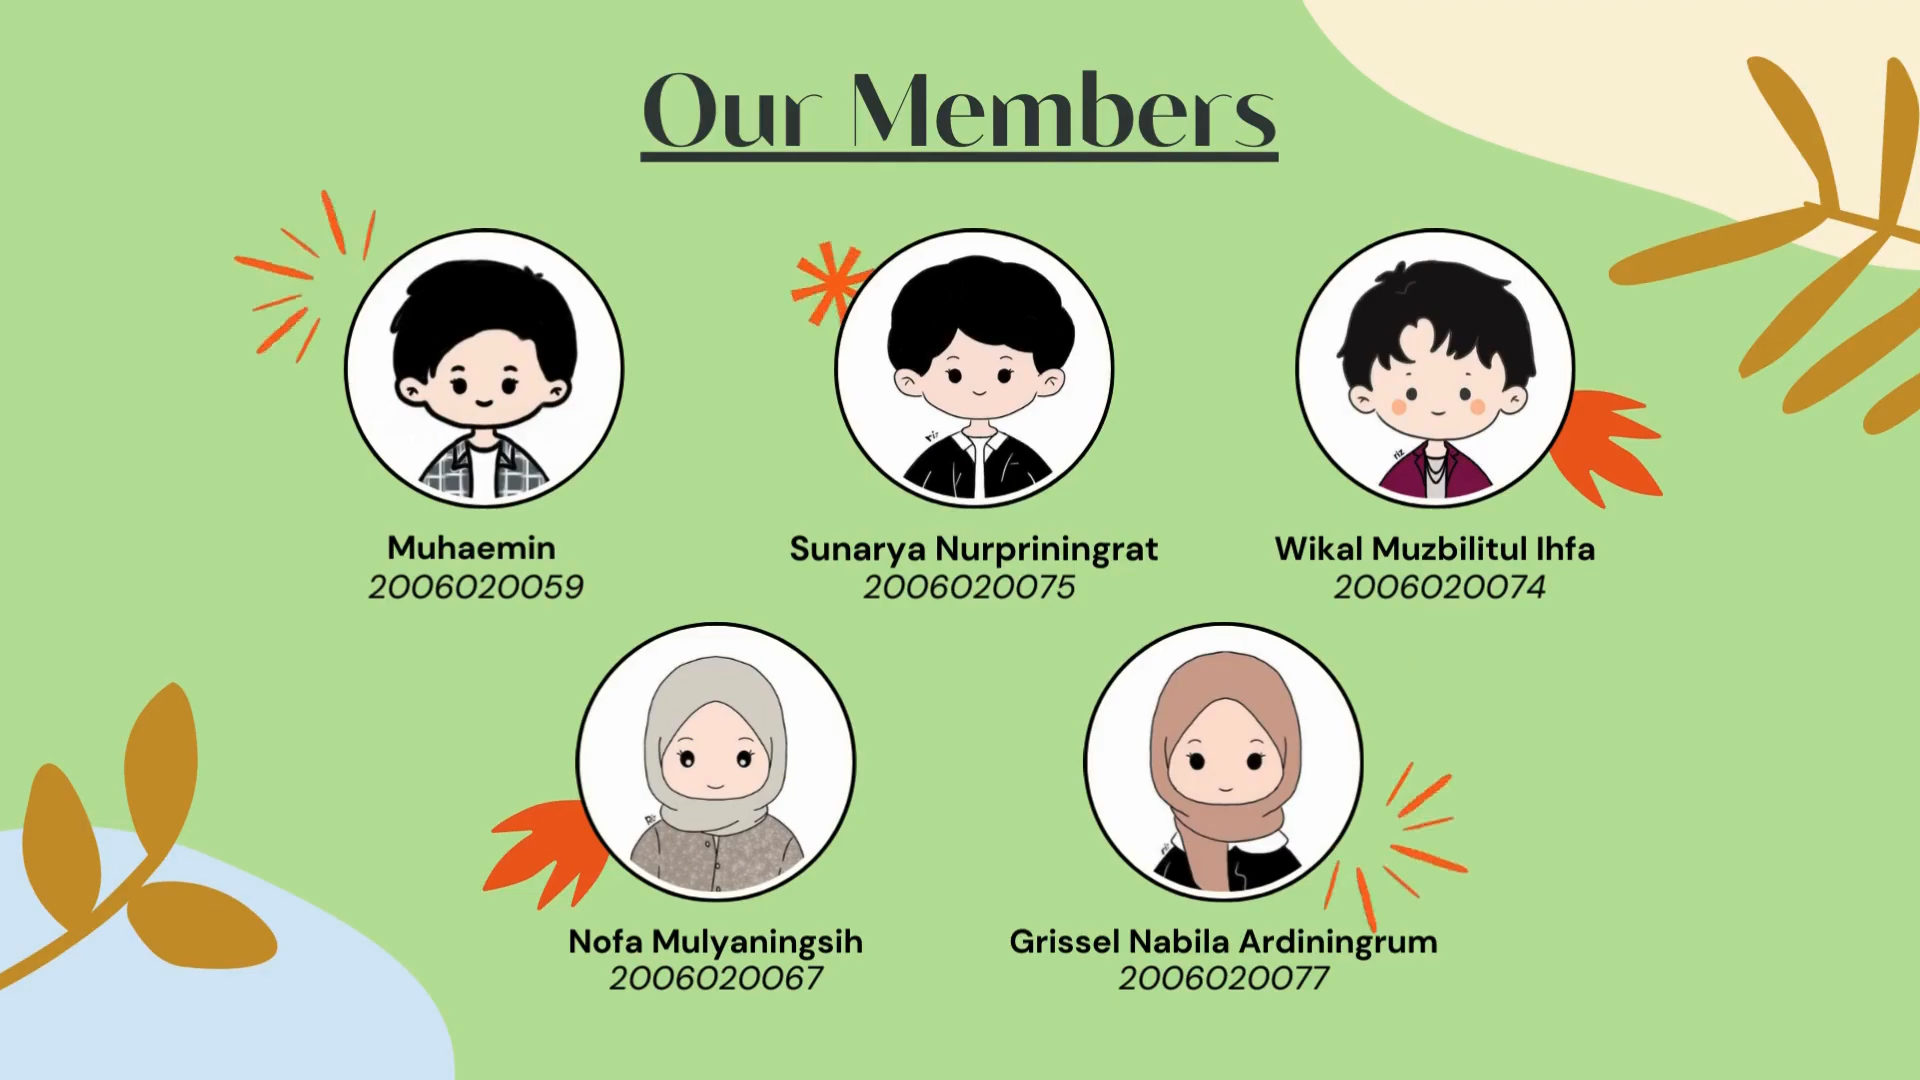 Our Members
Muhaemin
2006020059
Sunarya Nurpriningrat
2006020075
Wikal Muzbilitul Ihfa
2006020074
Nofa Mulyaningsih
2006020067
Grissel Nabila Ardiningrum
2006020077